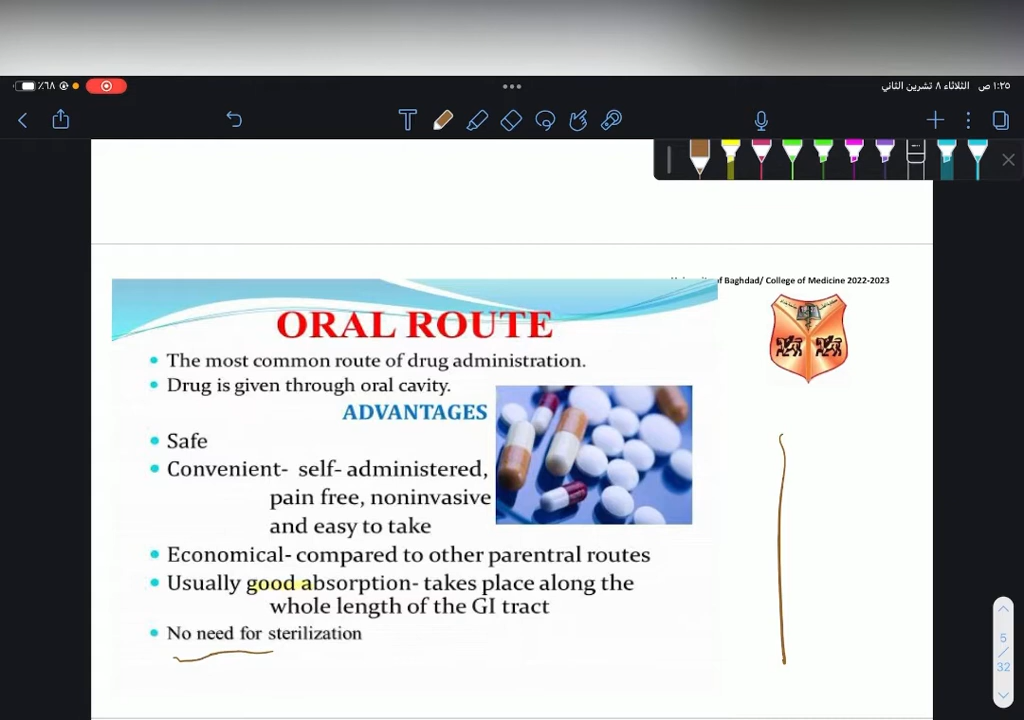 ٪٦٨
١:٢٥ ص الثلاثاء ٨ تشرين الثاني
of Baghdad/ College of Medicine 2022-2023
ORAL ROUTE
• The most common route of drug administration.
• Drug is given through oral cavity.
ADVANTAGES
• Safe
• Convenient- self- administered,
pain free, noninvasive
and easy to take
• Economical- compared to other parentral routes
• Usually good absorption- takes place along the
whole length of the GI tract
• No need for sterilization
5
/
32